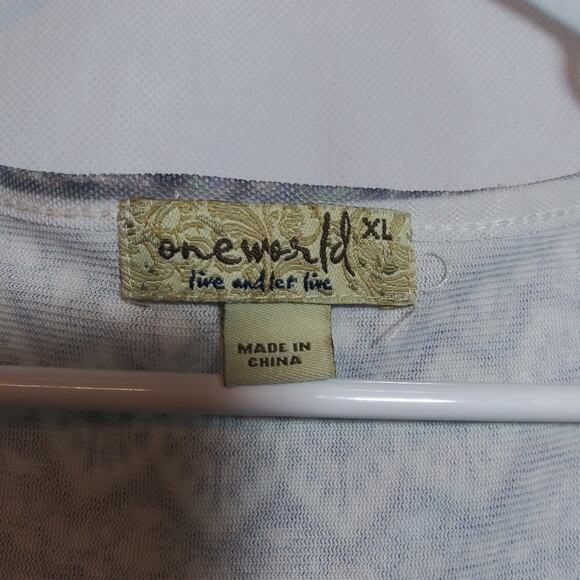 oneworld XL
live and let live
MADE IN
CHINA